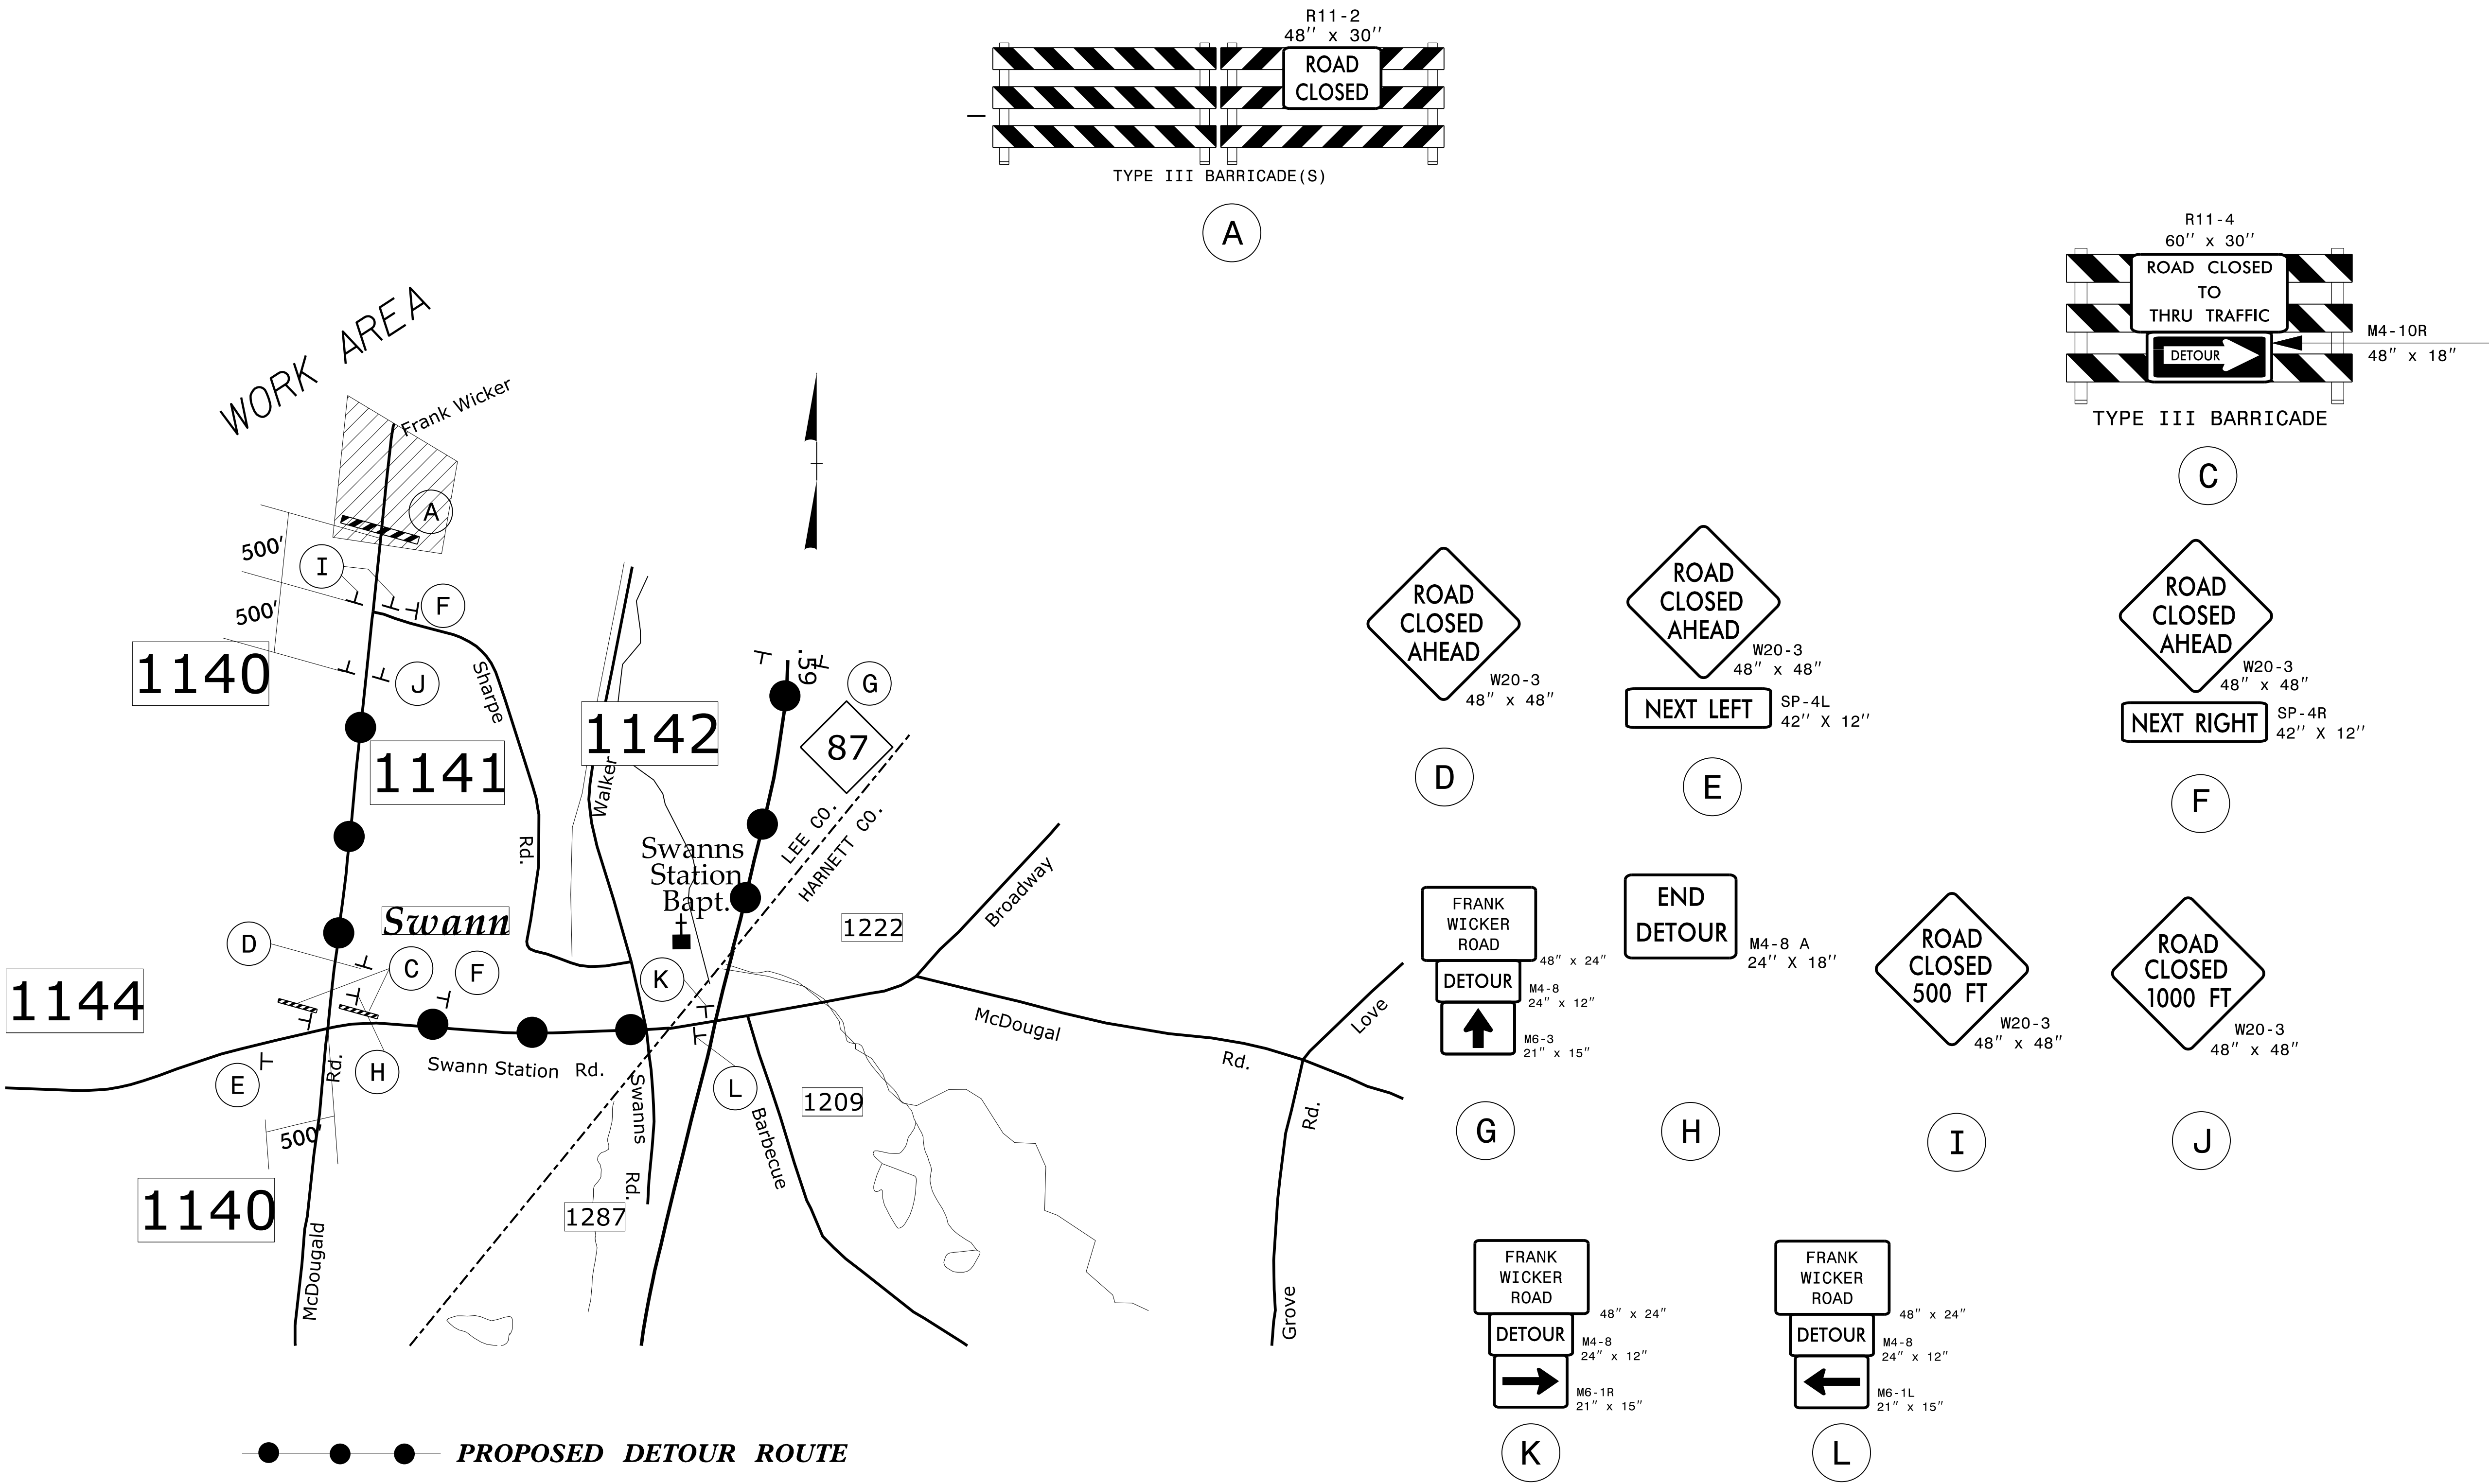 R11-2
48'' x 30''
ROAD
CLOSED
TYPE III BARRICADE(S)
A
R11-4
60'' x 30''
ROAD CLOSED
TO
THRU TRAFFIC
DETOUR
M4-10R
48" x 18"
TYPE III BARRICADE
C
WORK AREA
Frank Wicker
A
500'
I
500'
F
1140
J
Sharpe
1141
1142
.59
G
87
Walker
Rd.
LEE CO.
HARNETT CO.
Swanns
Station
Bapt.
Swann
D
C
F
K
1222
Broadway
1144
E
Rd.
H
Swann Station Rd.
McDougal
Rd.
Love
L
500'
Swanns
Rd.
Barbecue
1209
Rd.
1140
1287
McDougald
Grove
PROPOSED DETOUR ROUTE
ROAD
CLOSED
AHEAD
W20-3
48" x 48"
D
ROAD
CLOSED
AHEAD
W20-3
48" x 48"
NEXT LEFT
SP-4L
42'' X 12''
E
ROAD
CLOSED
AHEAD
W20-3
48" x 48"
NEXT RIGHT
SP-4R
42'' X 12''
F
FRANK
WICKER
ROAD
48" x 24"
DETOUR
M4-8
24" x 12"
M6-3
21" x 15"
G
END
DETOUR
M4-8 A
24'' X 18''
H
ROAD
CLOSED
500 FT
W20-3
48" x 48"
I
ROAD
CLOSED
1000 FT
W20-3
48" x 48"
J
FRANK
WICKER
ROAD
48" x 24"
DETOUR
M4-8
24" x 12"
M6-1R
21" x 15"
K
FRANK
WICKER
ROAD
48" x 24"
DETOUR
M4-8
24" x 12"
M6-1L
21" x 15"
L